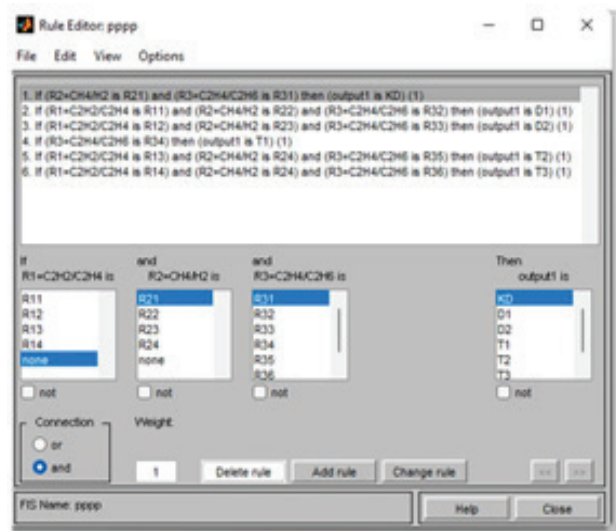 Rule Editor: pppp
File Edit View Options
1. If (R2=CH4/H2 is R21) and (R3=C2H4/C2H6 is R31) then (output1 is KD) (1)
2. If (R1=C2H2/C2H4 is R11) and (R2=CH4/H2 is R22) and (R3=C2H4/C2H6 is R32) then (output1 is D1) (1)
3. If (R1=C2H2/C2H4 is R12) and (R2=CH4/H2 is R23) and (R3=C2H4/C2H6 is R33) then (output1 is D2) (1)
4. If (R3=C2H4/C2H6 is R34) then (output1 is T1) (1)
5. If (R1=C2H2/C2H4 is R13) and (R2=CH4/H2 is R24) and (R3=C2H4/C2H6 is R35) then (output1 is T2) (1)
6. If (R1=C2H2/C2H4 is R14) and (R2=CH4/H2 is R24) and (R3=C2H4/C2H6 is R36) then (output1 is T3) (1)
If and and Then
R1=C2H2/C2H4 is R2=CH4/H2 is R3=C2H4/C2H6 is output1 is
R11 R21 R31 KD
R12 R22 R32 D1
R13 R23 R33 D2
R14 R24 R34 T1
none none R35 T2
R36 T3
not not not not
Connection Weight:
or
and 1 Delete rule Add rule Change rule << >>
FIS Name: pppp Help Close